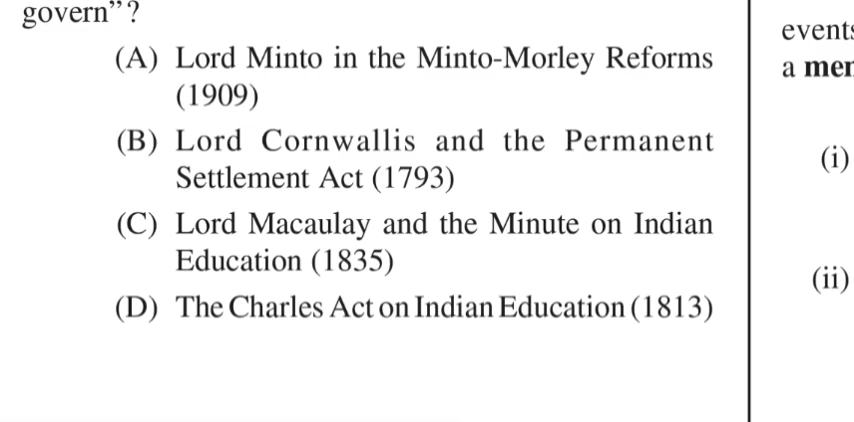 govern”?
(A) Lord Minto in the Minto-Morley Reforms
(1909)
(B) Lord Cornwallis and the Permanent
Settlement Act (1793)
(C) Lord Macaulay and the Minute on Indian
Education (1835)
(D) The Charles Act on Indian Education (1813)
events
a mer
(i)
(ii)